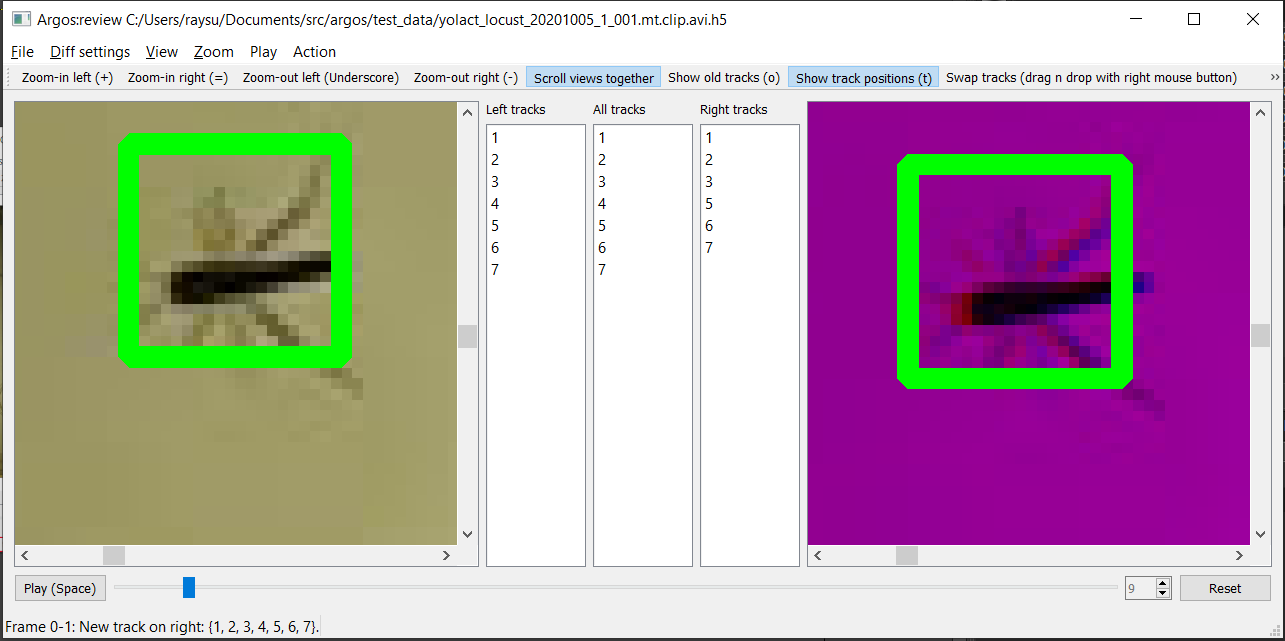 Argos:review C:/Users/raysu/Documents/src/argos/test_data/yolact_locust_20201005_1_001.mt.clip.avi.h5
File Diff settings View Zoom Play Action
Zoom-in left (+) Zoom-in right (=) Zoom-out left (Underscore) Zoom-out right (-) Scroll views together Show old tracks (o) Show track positions (t) Swap tracks (drag n drop with right mouse button) »
Left tracks
1
2
3
4
5
6
7
All tracks
1
2
3
4
5
6
7
Right tracks
1
2
3
5
6
7
Play (Space) 9 Reset
Frame 0-1: New track on right: {1, 2, 3, 4, 5, 6, 7}.